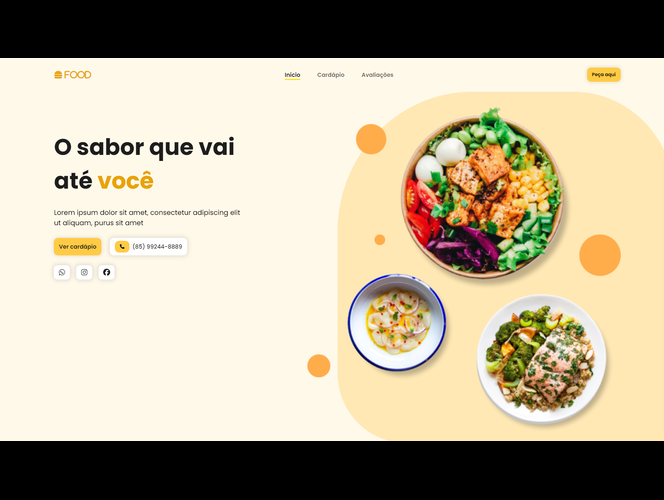 FOOD
Início
Cardápio
Avaliações
Peça aqui
O sabor que vai
até você
Lorem ipsum dolor sit amet, consectetur adipiscing elit
ut aliquam, purus sit amet
Ver cardápio
(85) 99244-8889